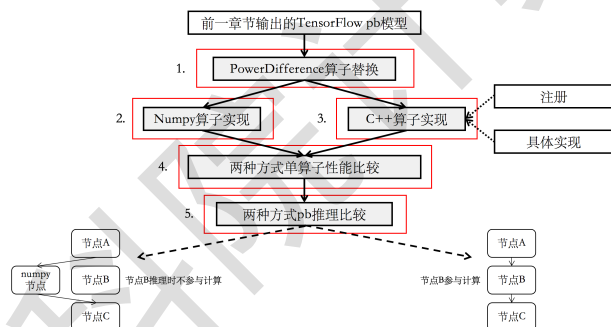 前一章节输出的TensorFlow pb模型
1.
PowerDifference算子替换
2.
Numpy算子实现
3.
C++算子实现
注册
具体实现
4.
两种方式单算子性能比较
5.
两种方式pb推理比较
节点A
numpy
节点
节点B
节点B推理时不参与计算
节点C
节点A
节点B参与计算
节点B
节点C